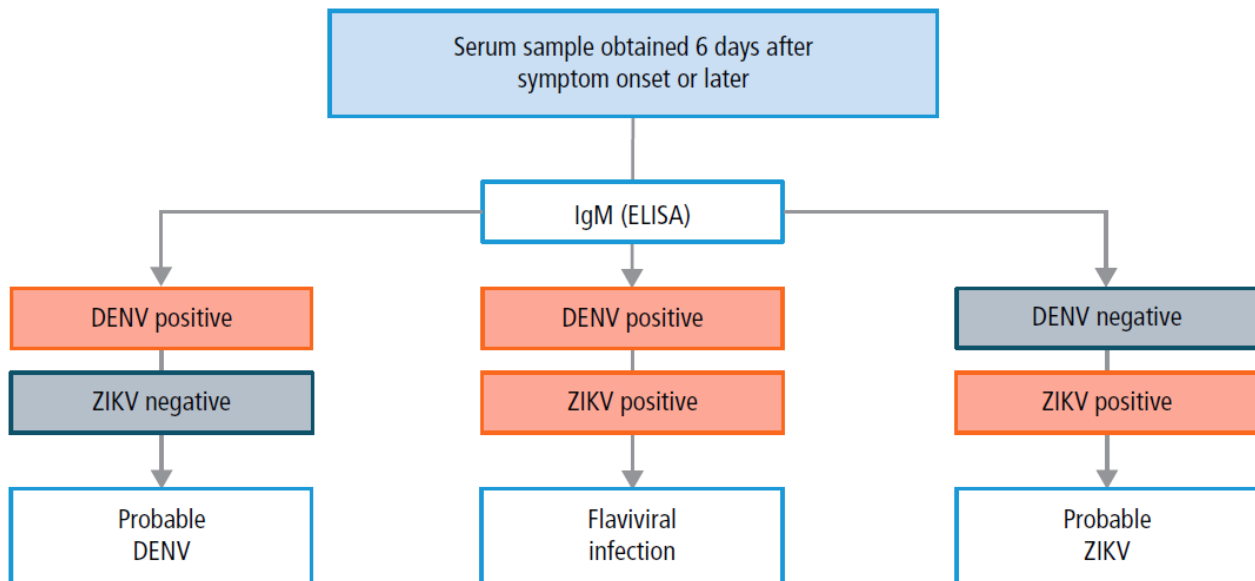 Serum sample obtained 6 days after
symptom onset or later
IgM (ELISA)
DENV positive
DENV positive
DENV negative
ZIKV negative
ZIKV positive
ZIKV positive
Probable
DENV
Flaviviral
infection
Probable
ZIKV